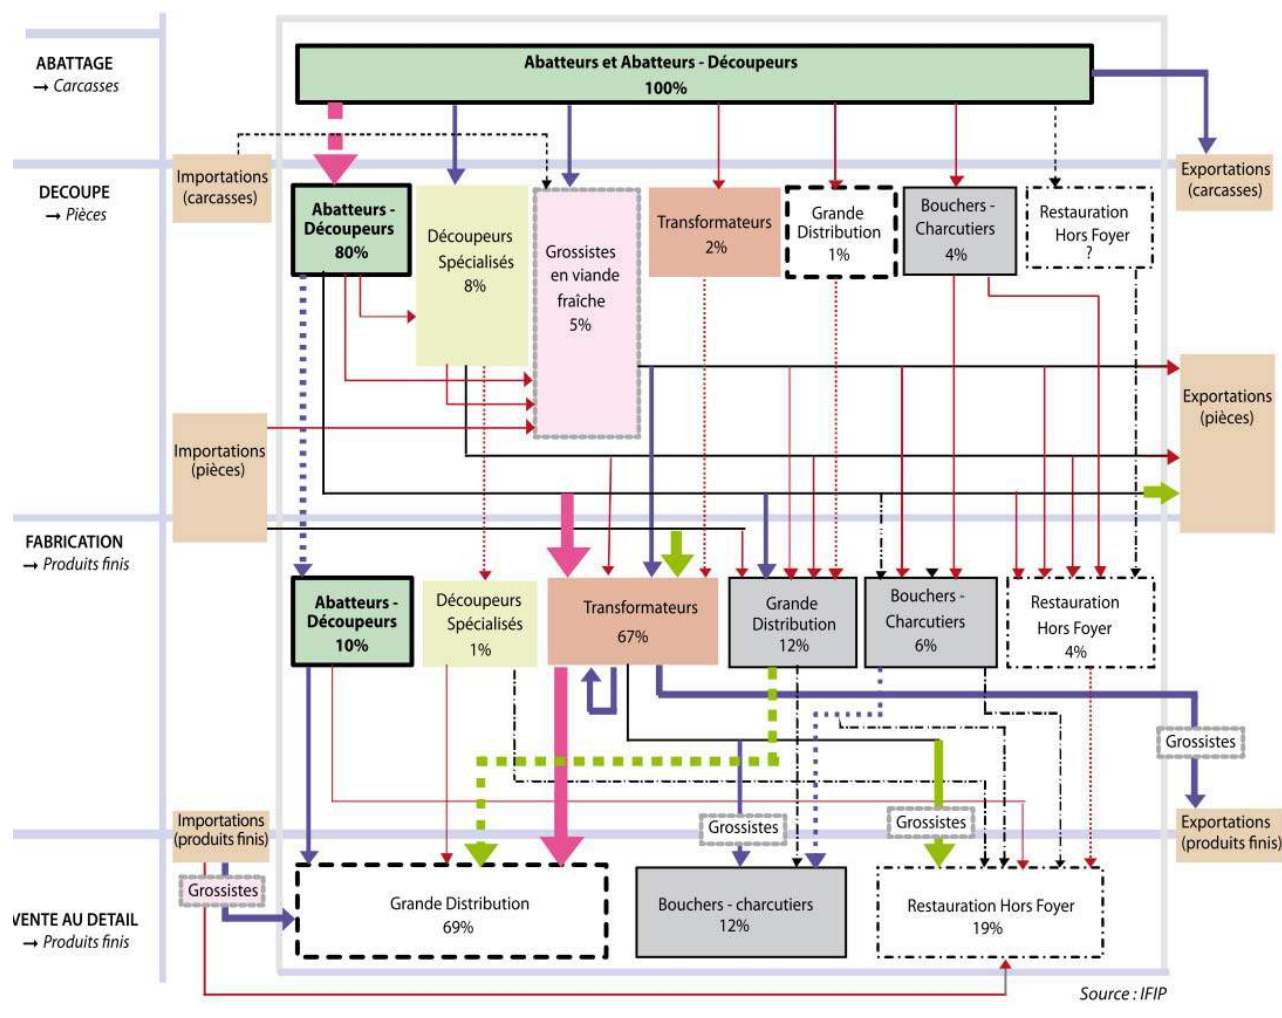 ABATTAGE
→ Carcasses
Abatteurs et Abatteurs - Découpeurs
100%
DECOUPE
→ Pièces
Importations
(carcasses)
Exportations
(carcasses)
Abatteurs -
Découpeurs
80%
Découpeurs
Spécialisés
8%
Grossistes
en viande
fraîche
5%
Transformateurs
2%
Grande
Distribution
1%
Bouchers -
Charcutiers
4%
Restauration
Hors Foyer
?
Importations
(pièces)
Exportations
(pièces)
FABRICATION
→ Produits finis
Abatteurs -
Découpeurs
10%
Découpeurs
Spécialisés
1%
Transformateurs
67%
Grande
Distribution
12%
Bouchers -
Charcutiers
6%
Restauration
Hors Foyer
4%
Grossistes
Importations
(produits finis)
Grossistes
Grossistes
Exportations
(produits finis)
Grossistes
VENTE AU DETAIL
→ Produits finis
Grande Distribution
69%
Bouchers - charcutiers
12%
Restauration Hors Foyer
19%
Source : IFIP